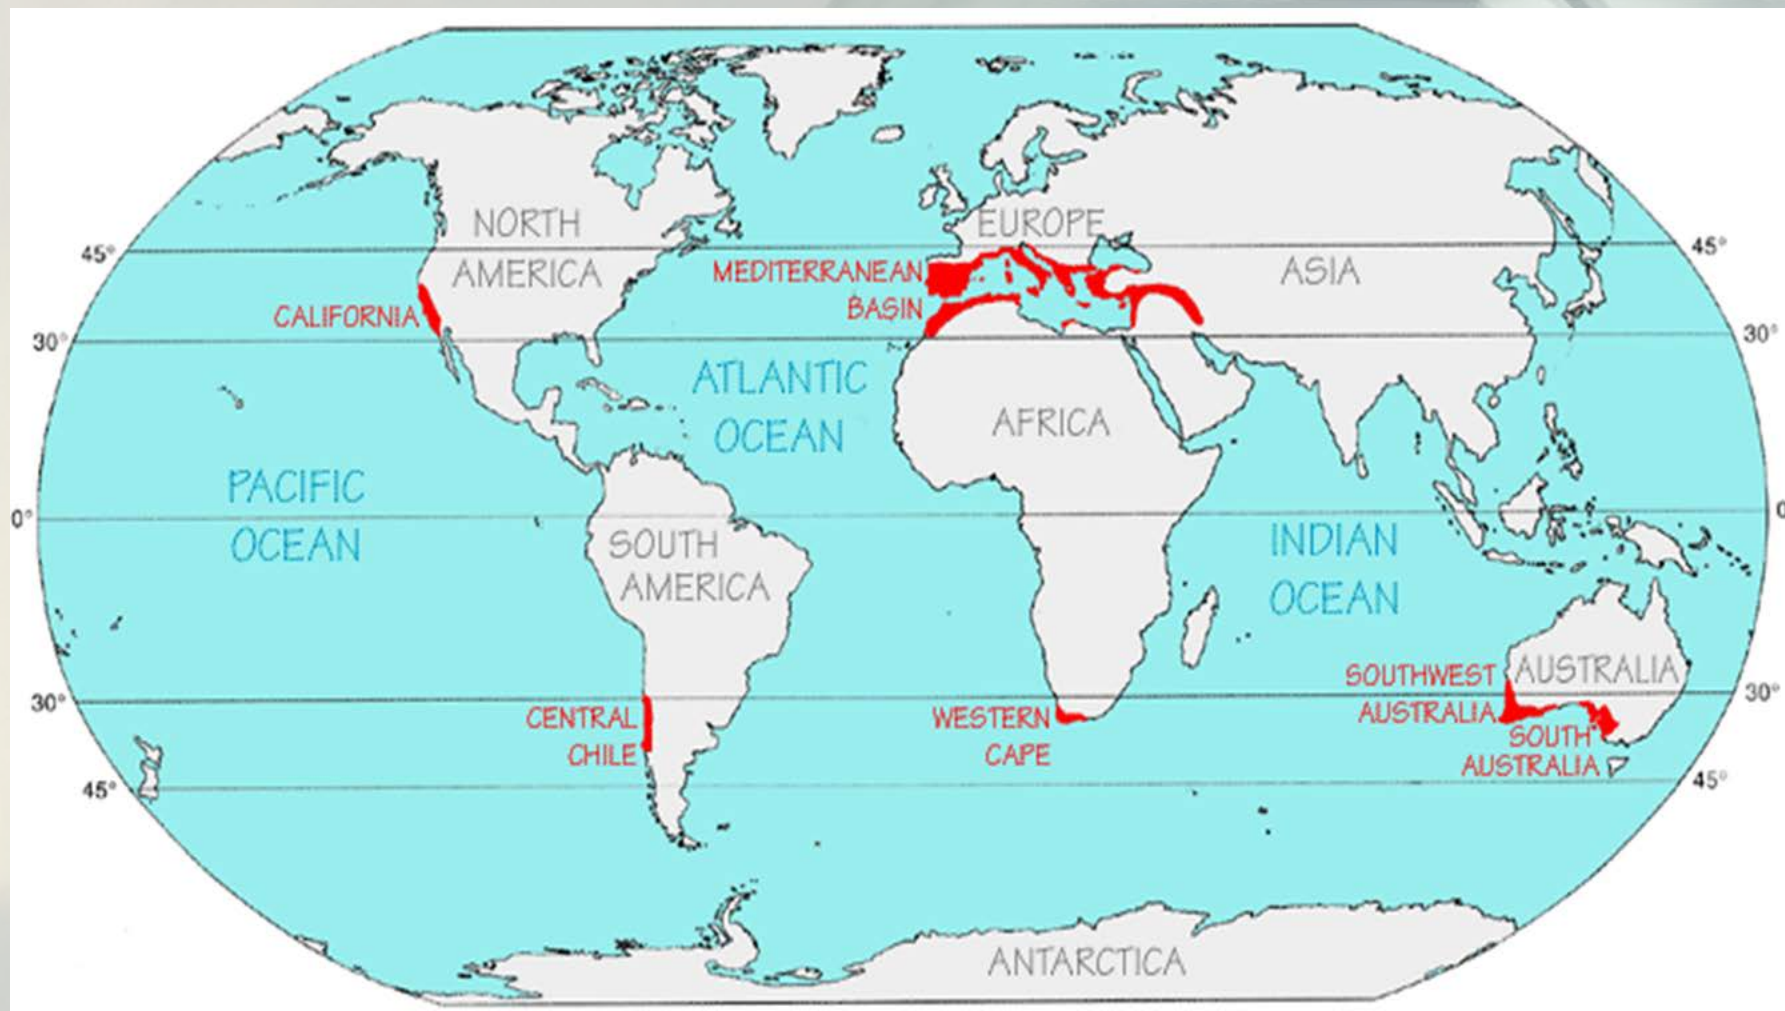 NORTH
AMERICA
EUROPE
ASIA
45°
45°
MEDITERRANEAN
BASIN
CALIFORNIA
30°
30°
ATLANTIC
OCEAN
AFRICA
PACIFIC
OCEAN
0°
0
SOUTH
AMERICA
INDIAN
OCEAN
SOUTHWEST
AUSTRALIA
AUSTRALIA
30°
30°
CENTRAL
CHILE
WESTERN
CAPE
SOUTH
AUSTRALIA
45°
45°
ANTARCTICA